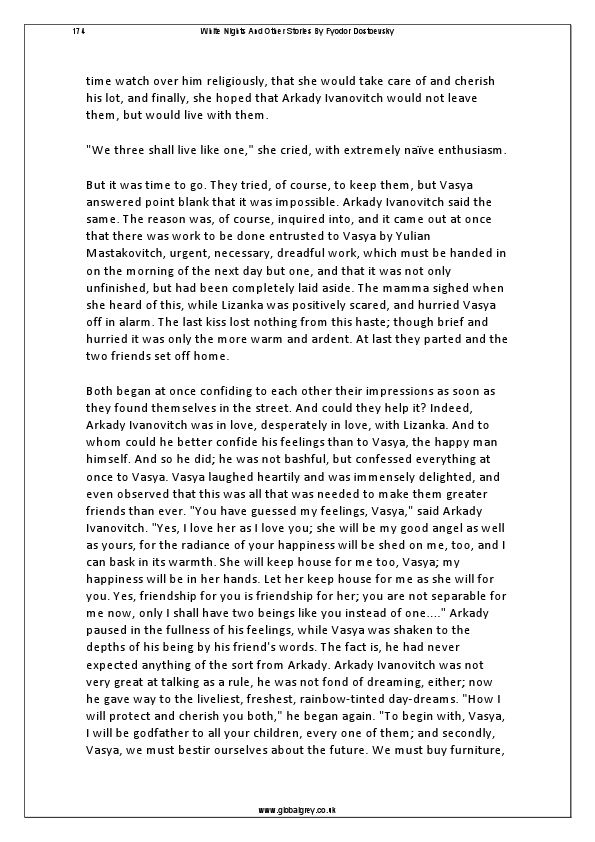 174 White Nights And Other Stories By Fyodor Dostoevsky
time watch over him religiously, that she would take care of and cherish
his lot, and finally, she hoped that Arkady Ivanovitch would not leave
them, but would live with them.
"We three shall live like one," she cried, with extremely naïve enthusiasm.
But it was time to go. They tried, of course, to keep them, but Vasya
answered point blank that it was impossible. Arkady Ivanovitch said the
same. The reason was, of course, inquired into, and it came out at once
that there was work to be done entrusted to Vasya by Yulian
Mastakovitch, urgent, necessary, dreadful work, which must be handed in
on the morning of the next day but one, and that it was not only
unfinished, but had been completely laid aside. The mamma sighed when
she heard of this, while Lizanka was positively scared, and hurried Vasya
off in alarm. The last kiss lost nothing from this haste; though brief and
hurried it was only the more warm and ardent. At last they parted and the
two friends set off home.
Both began at once confiding to each other their impressions as soon as
they found themselves in the street. And could they help it? Indeed,
Arkady Ivanovitch was in love, desperately in love, with Lizanka. And to
whom could he better confide his feelings than to Vasya, the happy man
himself. And so he did; he was not bashful, but confessed everything at
once to Vasya. Vasya laughed heartily and was immensely delighted, and
even observed that this was all that was needed to make them greater
friends than ever. "You have guessed my feelings, Vasya," said Arkady
Ivanovitch. "Yes, I love her as I love you; she will be my good angel as well
as yours, for the radiance of your happiness will be shed on me, too, and I
can bask in its warmth. She will keep house for me too, Vasya; my
happiness will be in her hands. Let her keep house for me as she will for
you. Yes, friendship for you is friendship for her; you are not separable for
me now, only I shall have two beings like you instead of one...." Arkady
paused in the fullness of his feelings, while Vasya was shaken to the
depths of his being by his friend's words. The fact is, he had never
expected anything of the sort from Arkady. Arkady Ivanovitch was not
very great at talking as a rule, he was not fond of dreaming, either; now
he gave way to the liveliest, freshest, rainbow-tinted day-dreams. "How I
will protect and cherish you both," he began again. "To begin with, Vasya,
I will be godfather to all your children, every one of them; and secondly,
Vasya, we must bestir ourselves about the future. We must buy furniture,
www.globalgrey.co.uk